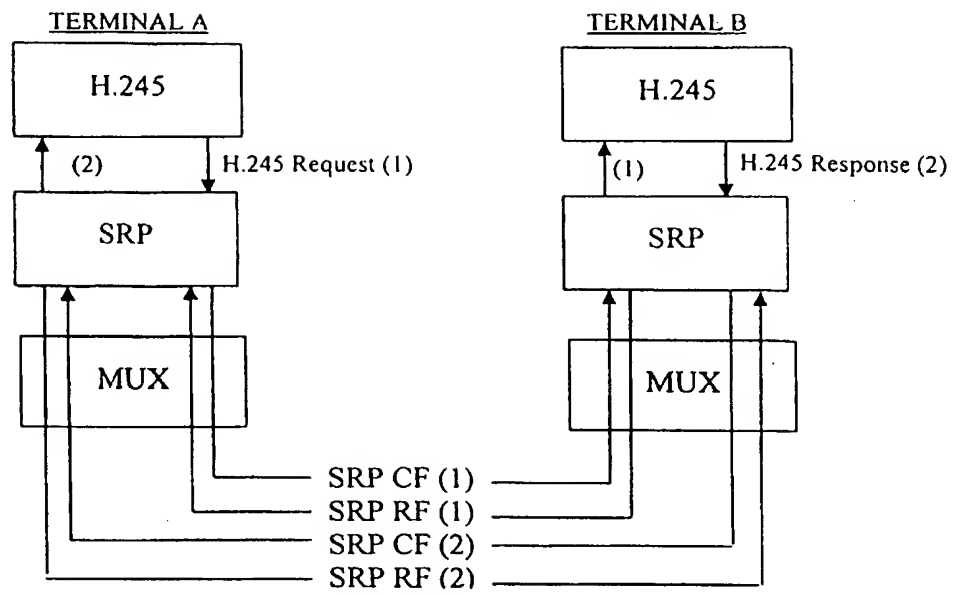 TERMINAL A
H.245
(2)
H.245 Request (1)
SRP
MUX
TERMINAL B
H.245
(1)
H.245 Response (2)
SRP
MUX
SRP CF (1)
SRP RF (1)
SRP CF (2)
SRP RF (2)